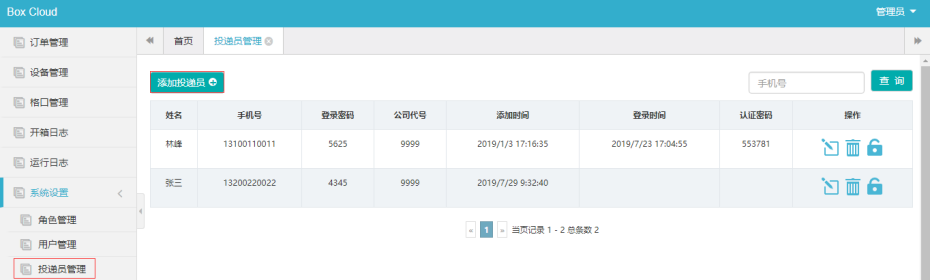 Box Cloud
管理员
订单管理
设备管理
格口管理
开箱日志
运行日志
系统设置
角色管理
用户管理
投递员管理
首页 投递员管理
添加投递员
手机号 查 询
姓名 手机号 登录密码 公司代号 添加时间 登录时间 认证密码 操作
林峰 13100110011 5625 9999 2019/1/3 17:16:35 2019/7/23 17:04:55 553781
张三 13200220022 4345 9999 2019/7/29 9:32:40
« 1 » 当页记录 1 - 2 总条数 2